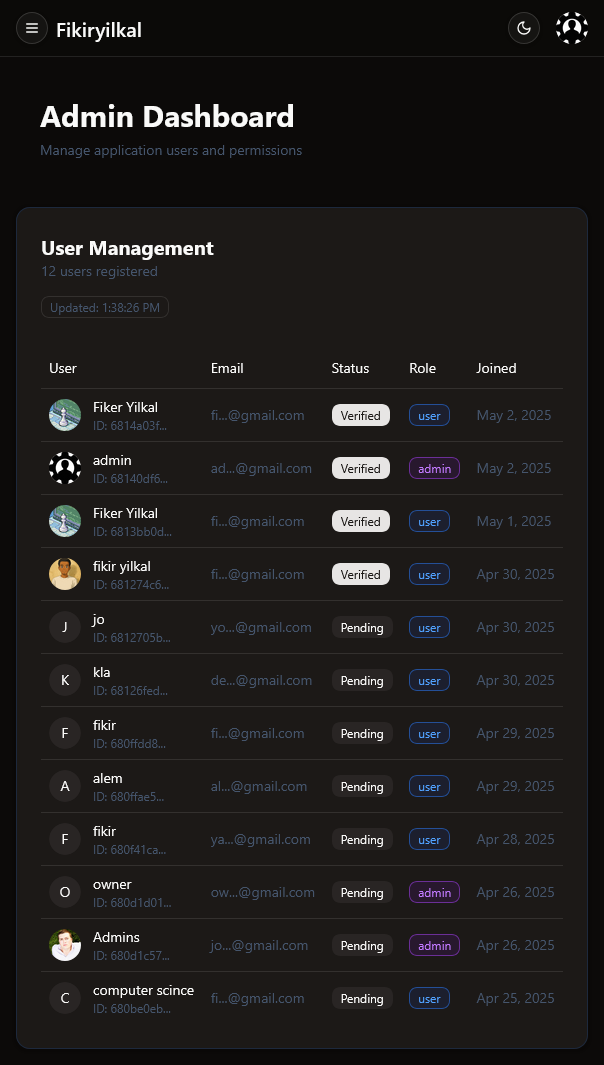 Fikiryilkal
Admin Dashboard
Manage application users and permissions
User Management
12 users registered
Updated: 1:38:26 PM
User Email Status Role Joined
Fiker Yilkal
ID: 6814a03f...
fi...@gmail.com Verified user May 2, 2025
admin
ID: 68140df6...
ad...@gmail.com Verified admin May 2, 2025
Fiker Yilkal
ID: 6813bb0d...
fi...@gmail.com Verified user May 1, 2025
fikir yilkal
ID: 681274c6...
fi...@gmail.com Verified user Apr 30, 2025
J jo
ID: 6812705b...
yo...@gmail.com Pending user Apr 30, 2025
K kla
ID: 68126fed...
de...@gmail.com Pending user Apr 30, 2025
F fikir
ID: 680ffdd8...
fi...@gmail.com Pending user Apr 29, 2025
A alem
ID: 680ffae5...
al...@gmail.com Pending user Apr 29, 2025
F fikir
ID: 680f41ca...
ya...@gmail.com Pending user Apr 28, 2025
O owner
ID: 680d1d01...
ow...@gmail.com Pending admin Apr 26, 2025
Admins
ID: 680d1c57...
jo...@gmail.com Pending admin Apr 26, 2025
C computer scince
ID: 680be0eb...
fi...@gmail.com Pending user Apr 25, 2025